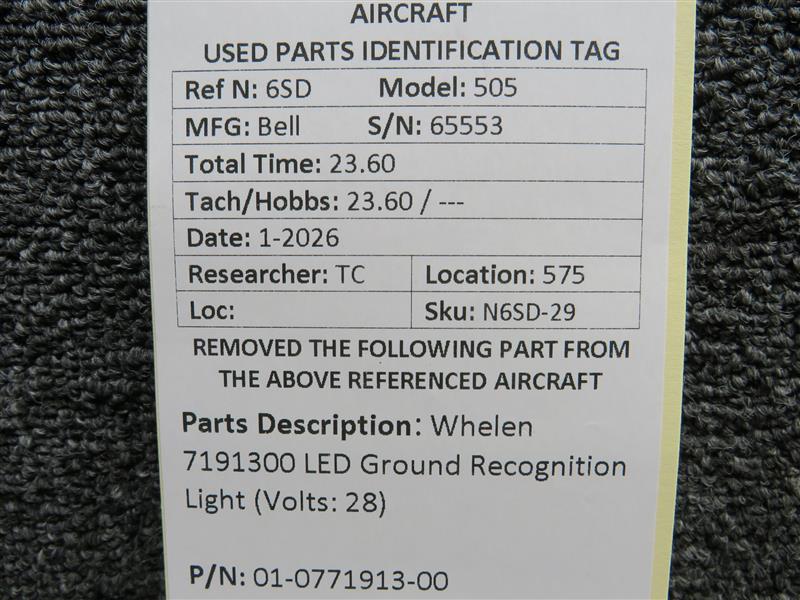 AIRCRAFT
USED PARTS IDENTIFICATION TAG
Ref N: 6SD Model: 505
MFG: Bell S/N: 65553
Total Time: 23.60
Tach/Hobbs: 23.60 / ---
Date: 1-2026
Researcher: TC Location: 575
Loc: Sku: N6SD-29
REMOVED THE FOLLOWING PART FROM
THE ABOVE REFERENCED AIRCRAFT
Parts Description: Whelen
7191300 LED Ground Recognition
Light (Volts: 28)
P/N: 01-0771913-00